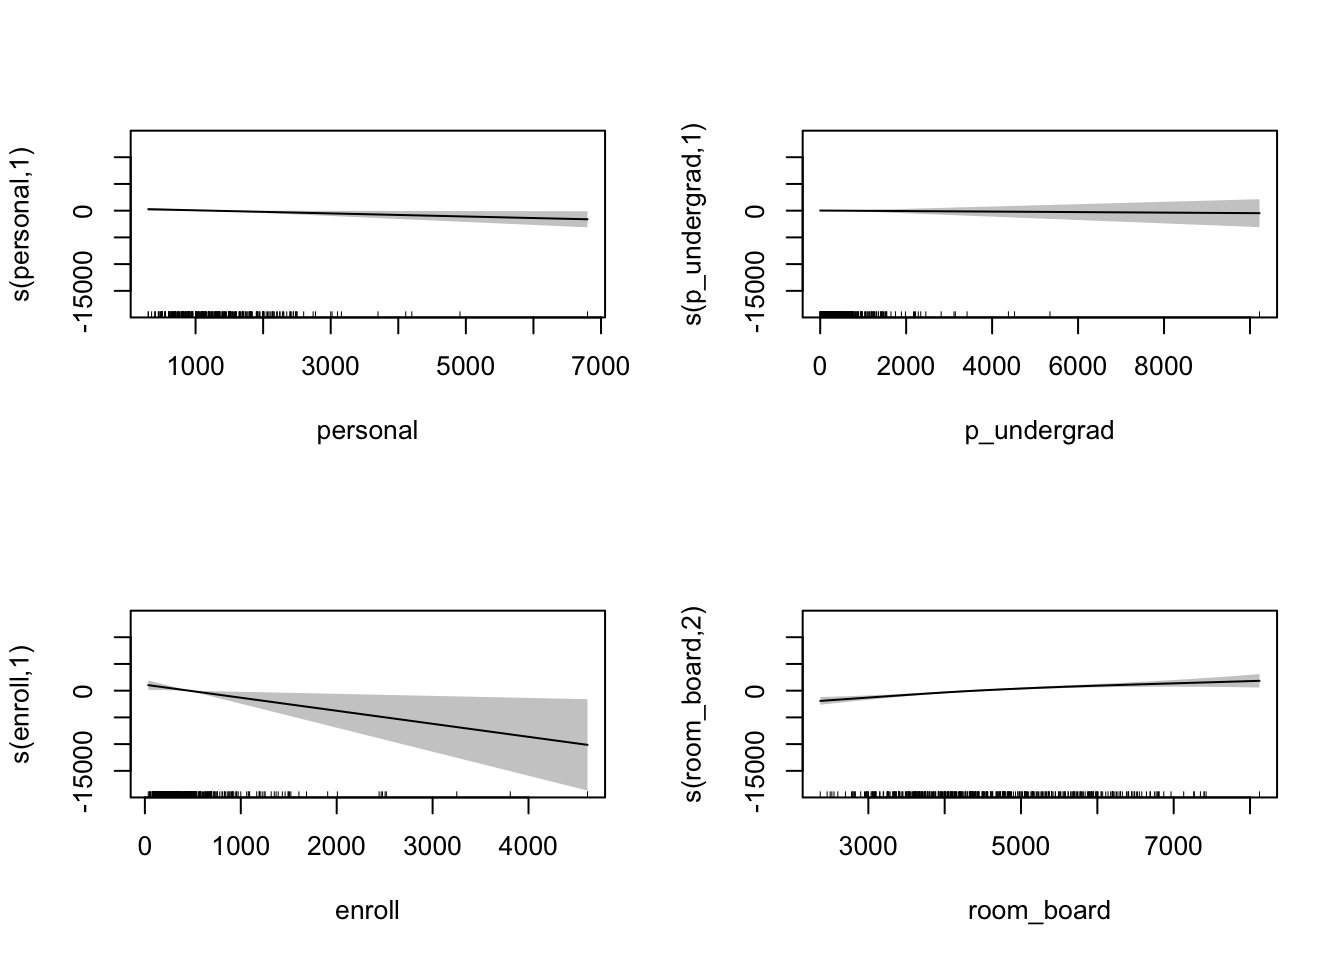 s(personal,1)
0
-15000
1000 3000 5000 7000
personal
s(p_undergrad,1)
0
-15000
0 2000 4000 6000 8000
p_undergrad
s(enroll,1)
0
-15000
0 1000 2000 3000 4000
enroll
s(room_board,2)
0
-15000
3000 5000 7000
room_board